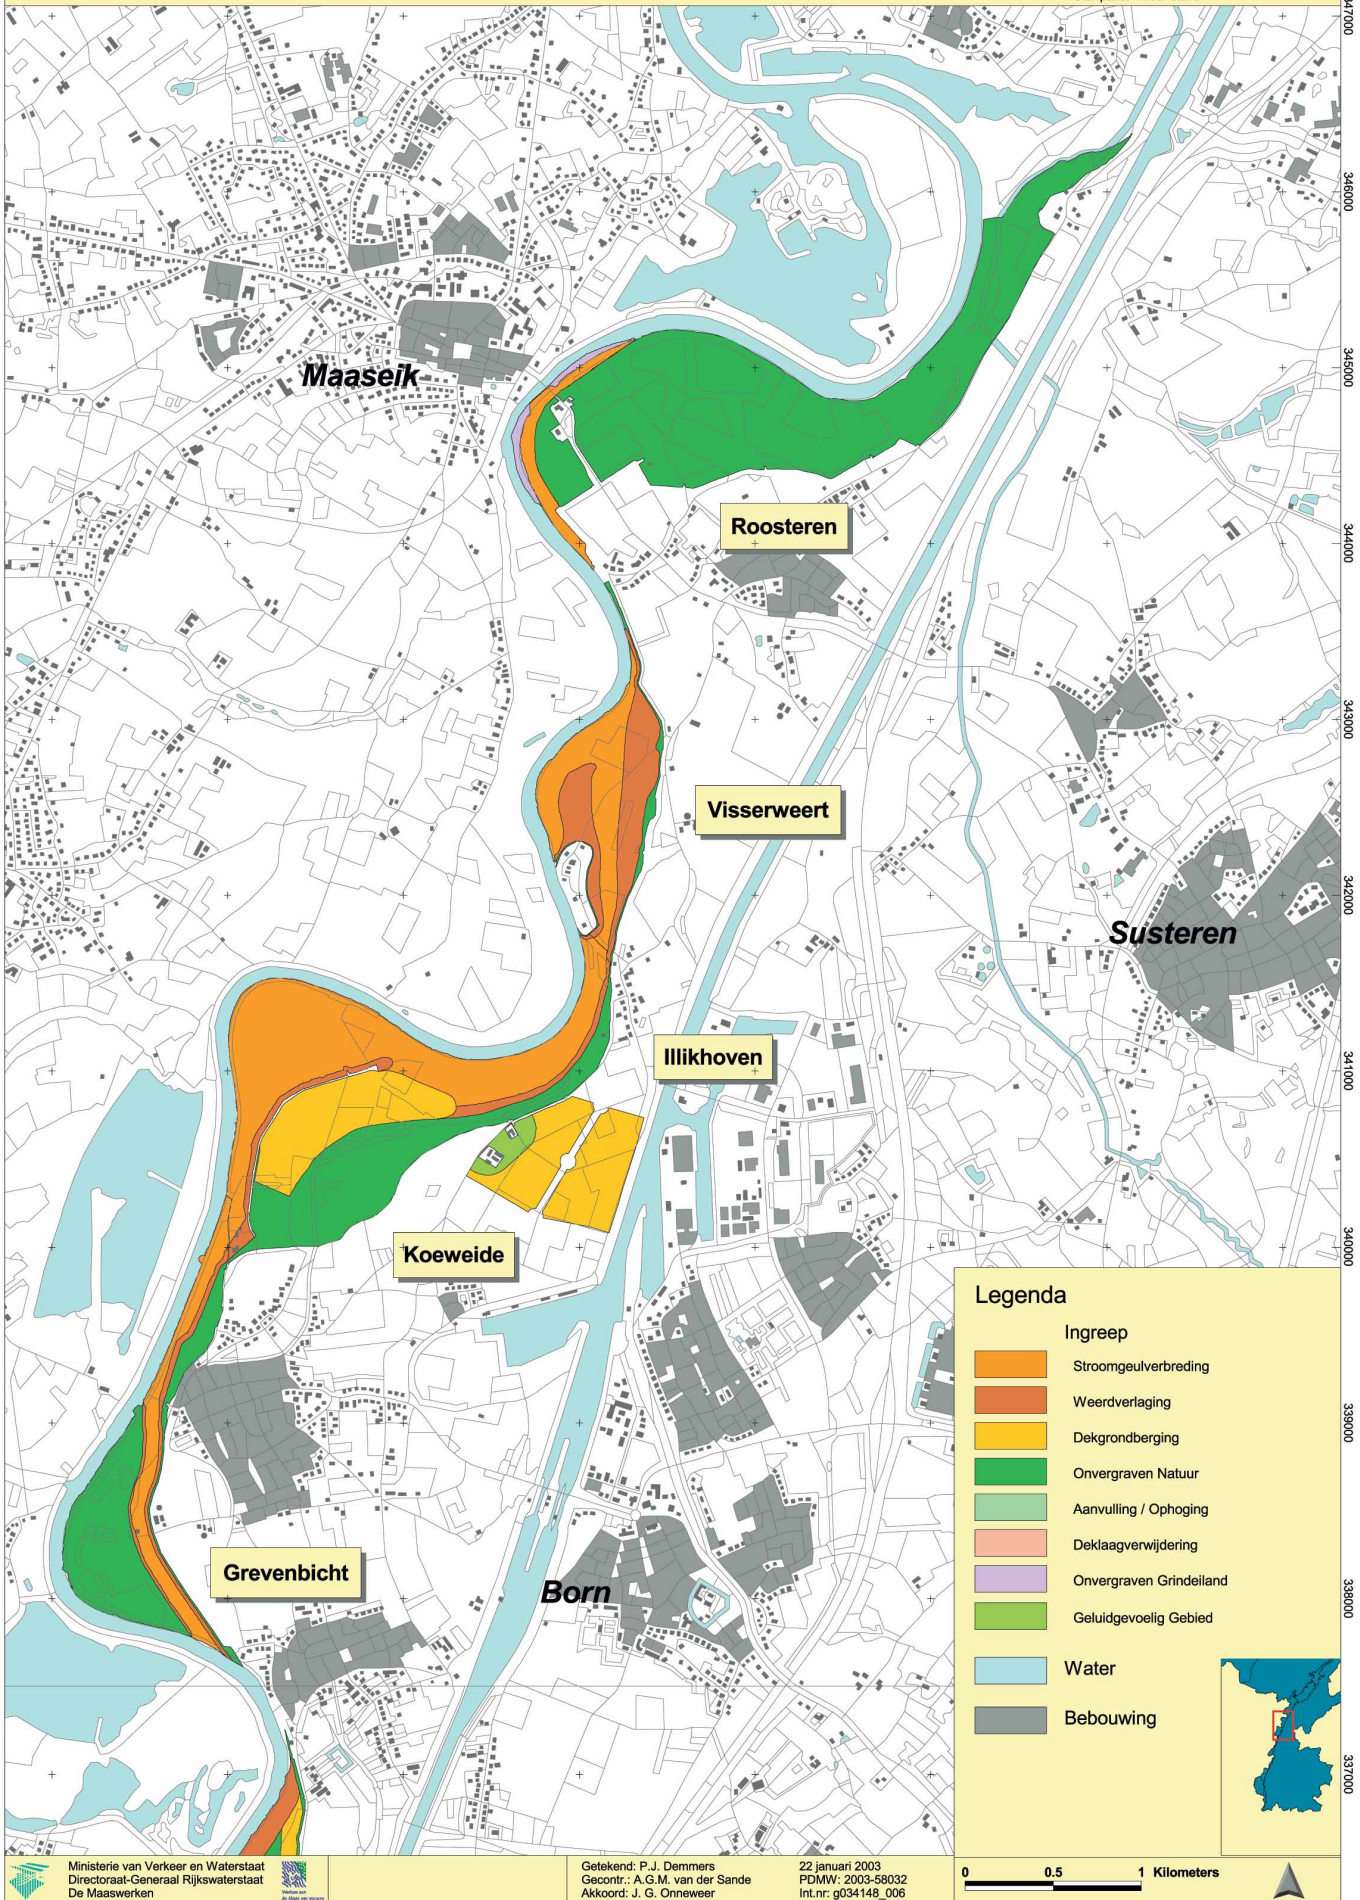 347000
346000
345000
Maaseik
Roosteren
344000
343000
Visserweert
342000
Susteren
Illikhoven
341000
Koeweide
340000
339000
Grevenbicht
Born
338000
337000
Legenda
Ingreep
Stroomgeulverbreding
Weerdverlaging
Dekgrondberging
Onvergraven Natuur
Aanvulling / Ophoging
Deklaagverwijdering
Onvergraven Grindeiland
Geluidgevoelig Gebied
Water
Bebouwing
Ministerie van Verkeer en Waterstaat
Directoraat-Generaal Rijkswaterstaat
De Maaswerken
Getekend: P.J. Demmers
Gecontr.: A.G.M. van der Sande
Akkoord: J. G. Onneweer
22 januari 2003
PDMW: 2003-58032
Int.nr: g034148_006
0 0.5 1 Kilometers